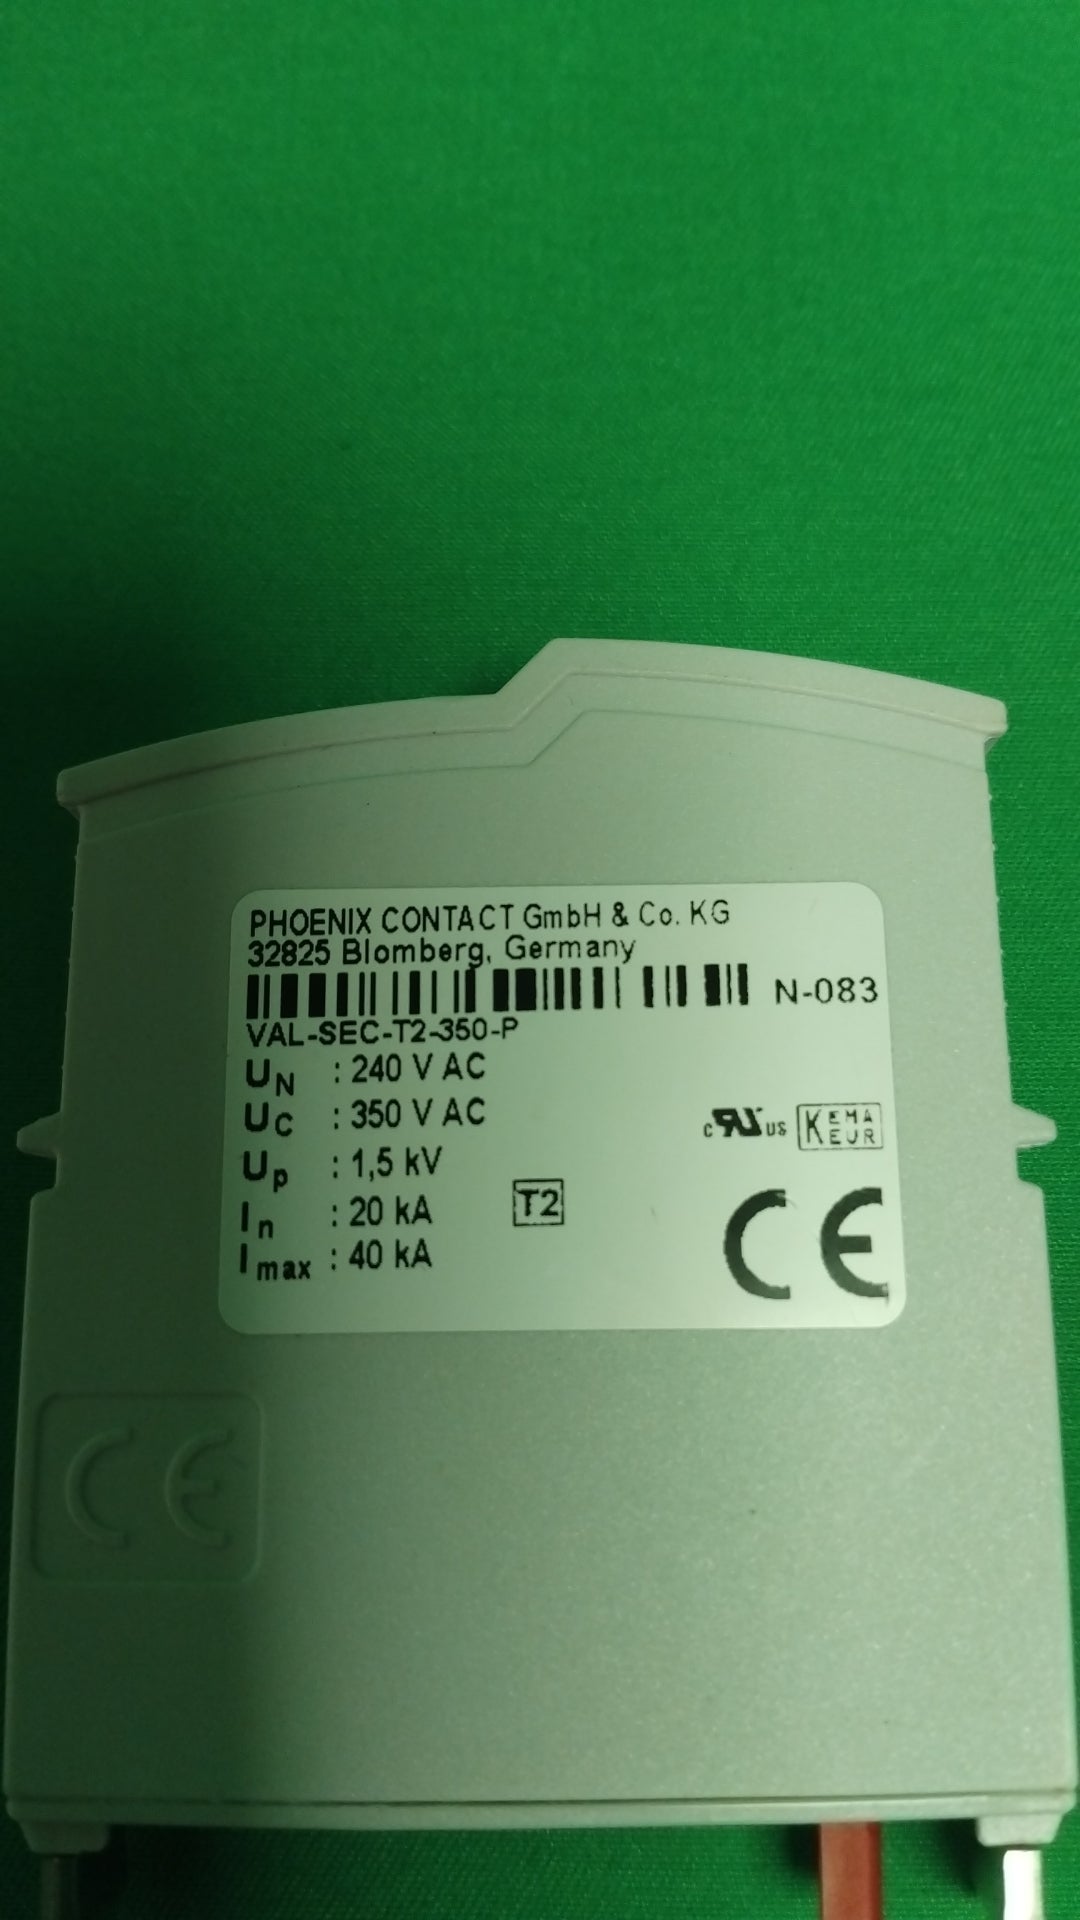 PHOENIX CONTACT GmbH & Co. KG
32825 Blomberg, Germany
N-083
VAL-SEC-T2-350-P
UN : 240 V AC
UC : 350 V AC
Up : 1,5 kV
In : 20 kA
Imax : 40 kA
T2
c RU us
KEMA EUR
CE
CE